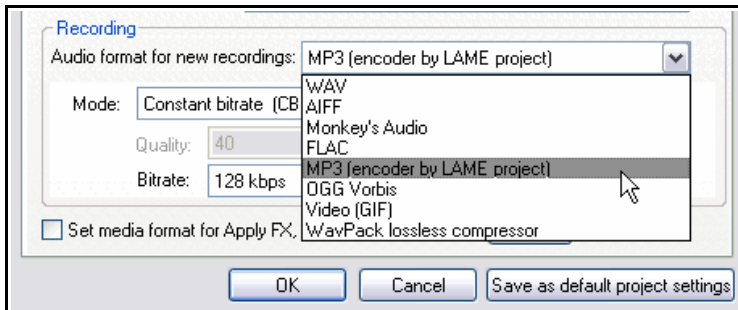 Recording
Audio format for new recordings: MP3 (encoder by LAME project)
WAV
AIFF
Monkey's Audio
FLAC
MP3 (encoder by LAME project)
OGG Vorbis
Video (GIF)
WavPack lossless compressor
Mode: Constant bitrate (CB
Quality: 40
Bitrate: 128 kbps
Set media format for Apply FX,
OK Cancel Save as default project settings